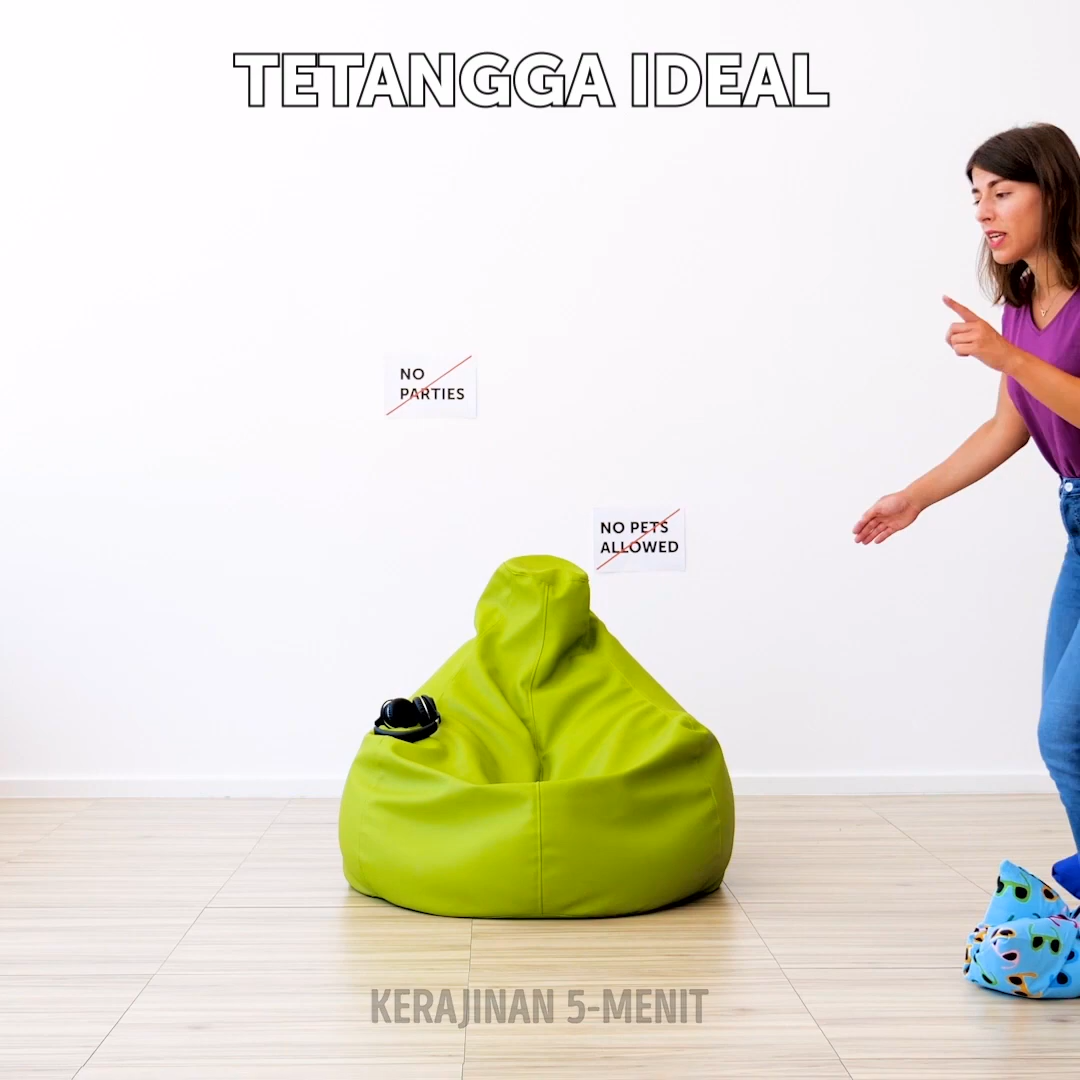 TETANGGA IDEAL
NO
PARTIES
NO PETS
ALLOWED
KERAJINAN 5-MENIT